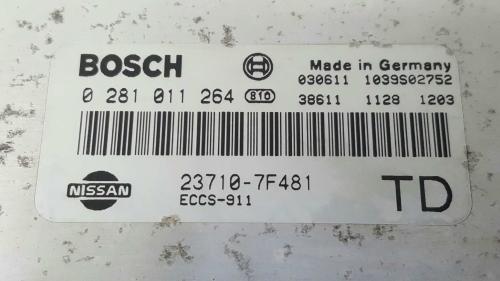 BOSCH Made in Germany
030611 1039S02752
0 281 011 264 810 38611 1128 1203
NISSAN 23710-7F481
ECCS-911 TD